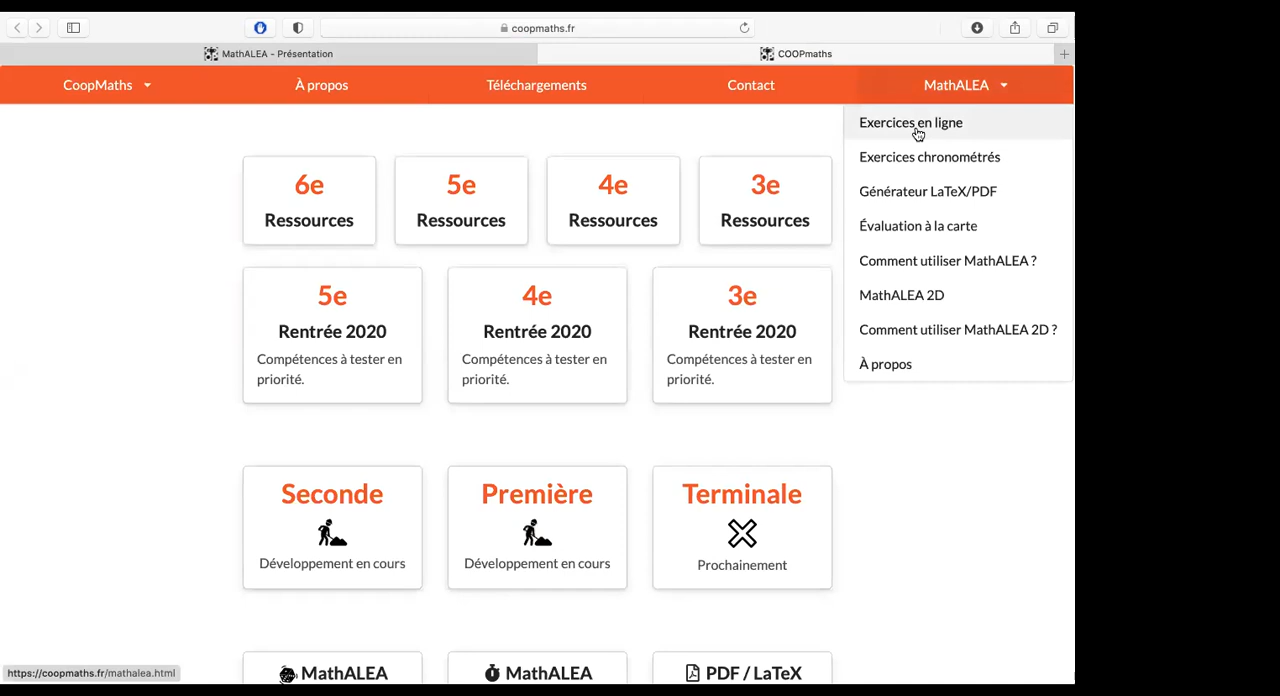 coopmaths.fr
MathALEA - Présentation
COOPmaths
CoopMaths
À propos
Téléchargements
Contact
MathALEA
Exercices en ligne
Exercices chronométrés
Générateur LaTeX/PDF
Évaluation à la carte
Comment utiliser MathALEA ?
MathALEA 2D
Comment utiliser MathALEA 2D ?
À propos
6e
Ressources
5e
Ressources
4e
Ressources
3e
Ressources
5e
Rentrée 2020
Compétences à tester en
priorité.
4e
Rentrée 2020
Compétences à tester en
priorité.
3e
Rentrée 2020
Compétences à tester en
priorité.
Seconde
Développement en cours
Première
Développement en cours
Terminale
Prochainement
MathALEA
MathALEA
PDF / LaTeX
https://coopmaths.fr/mathalea.html